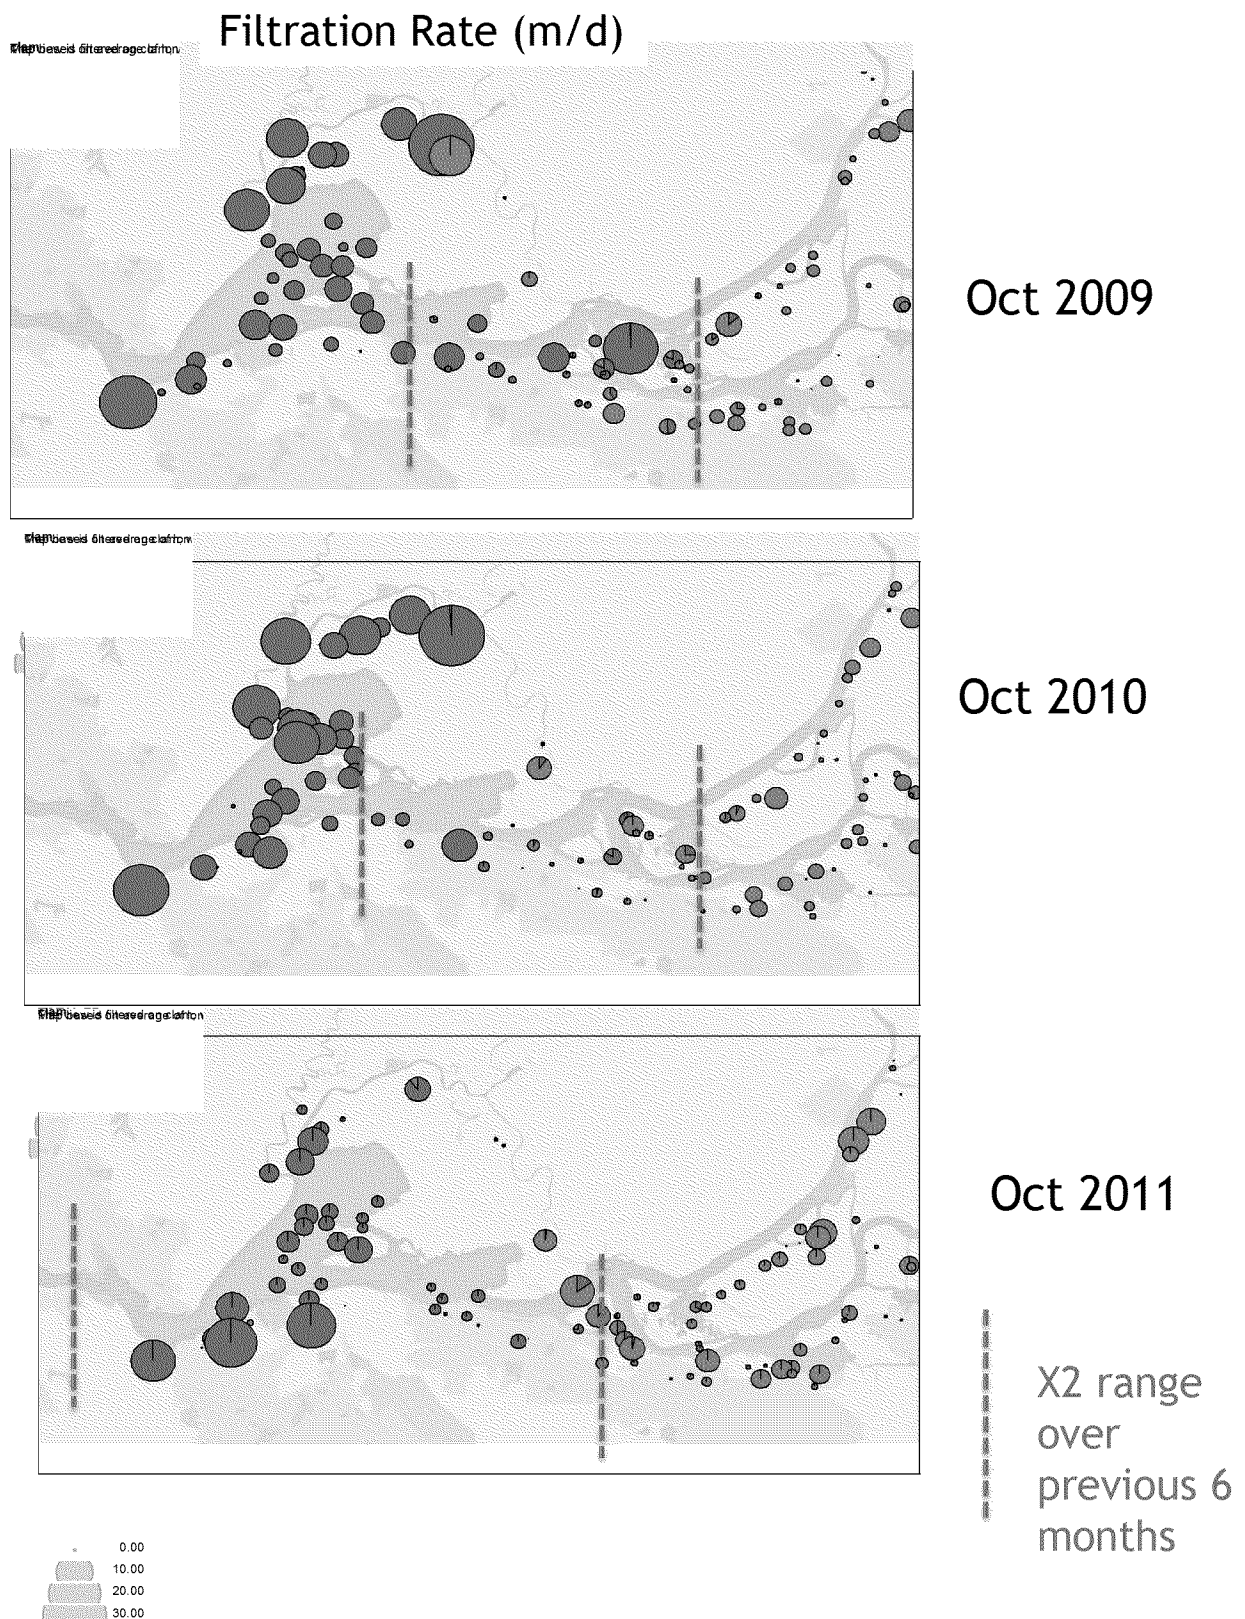 Filtration Rate (m/d)
Oct 2009
Oct 2010
Oct 2011
X2 range
over
previous 6
months
0.00
10.00
20.00
30.00